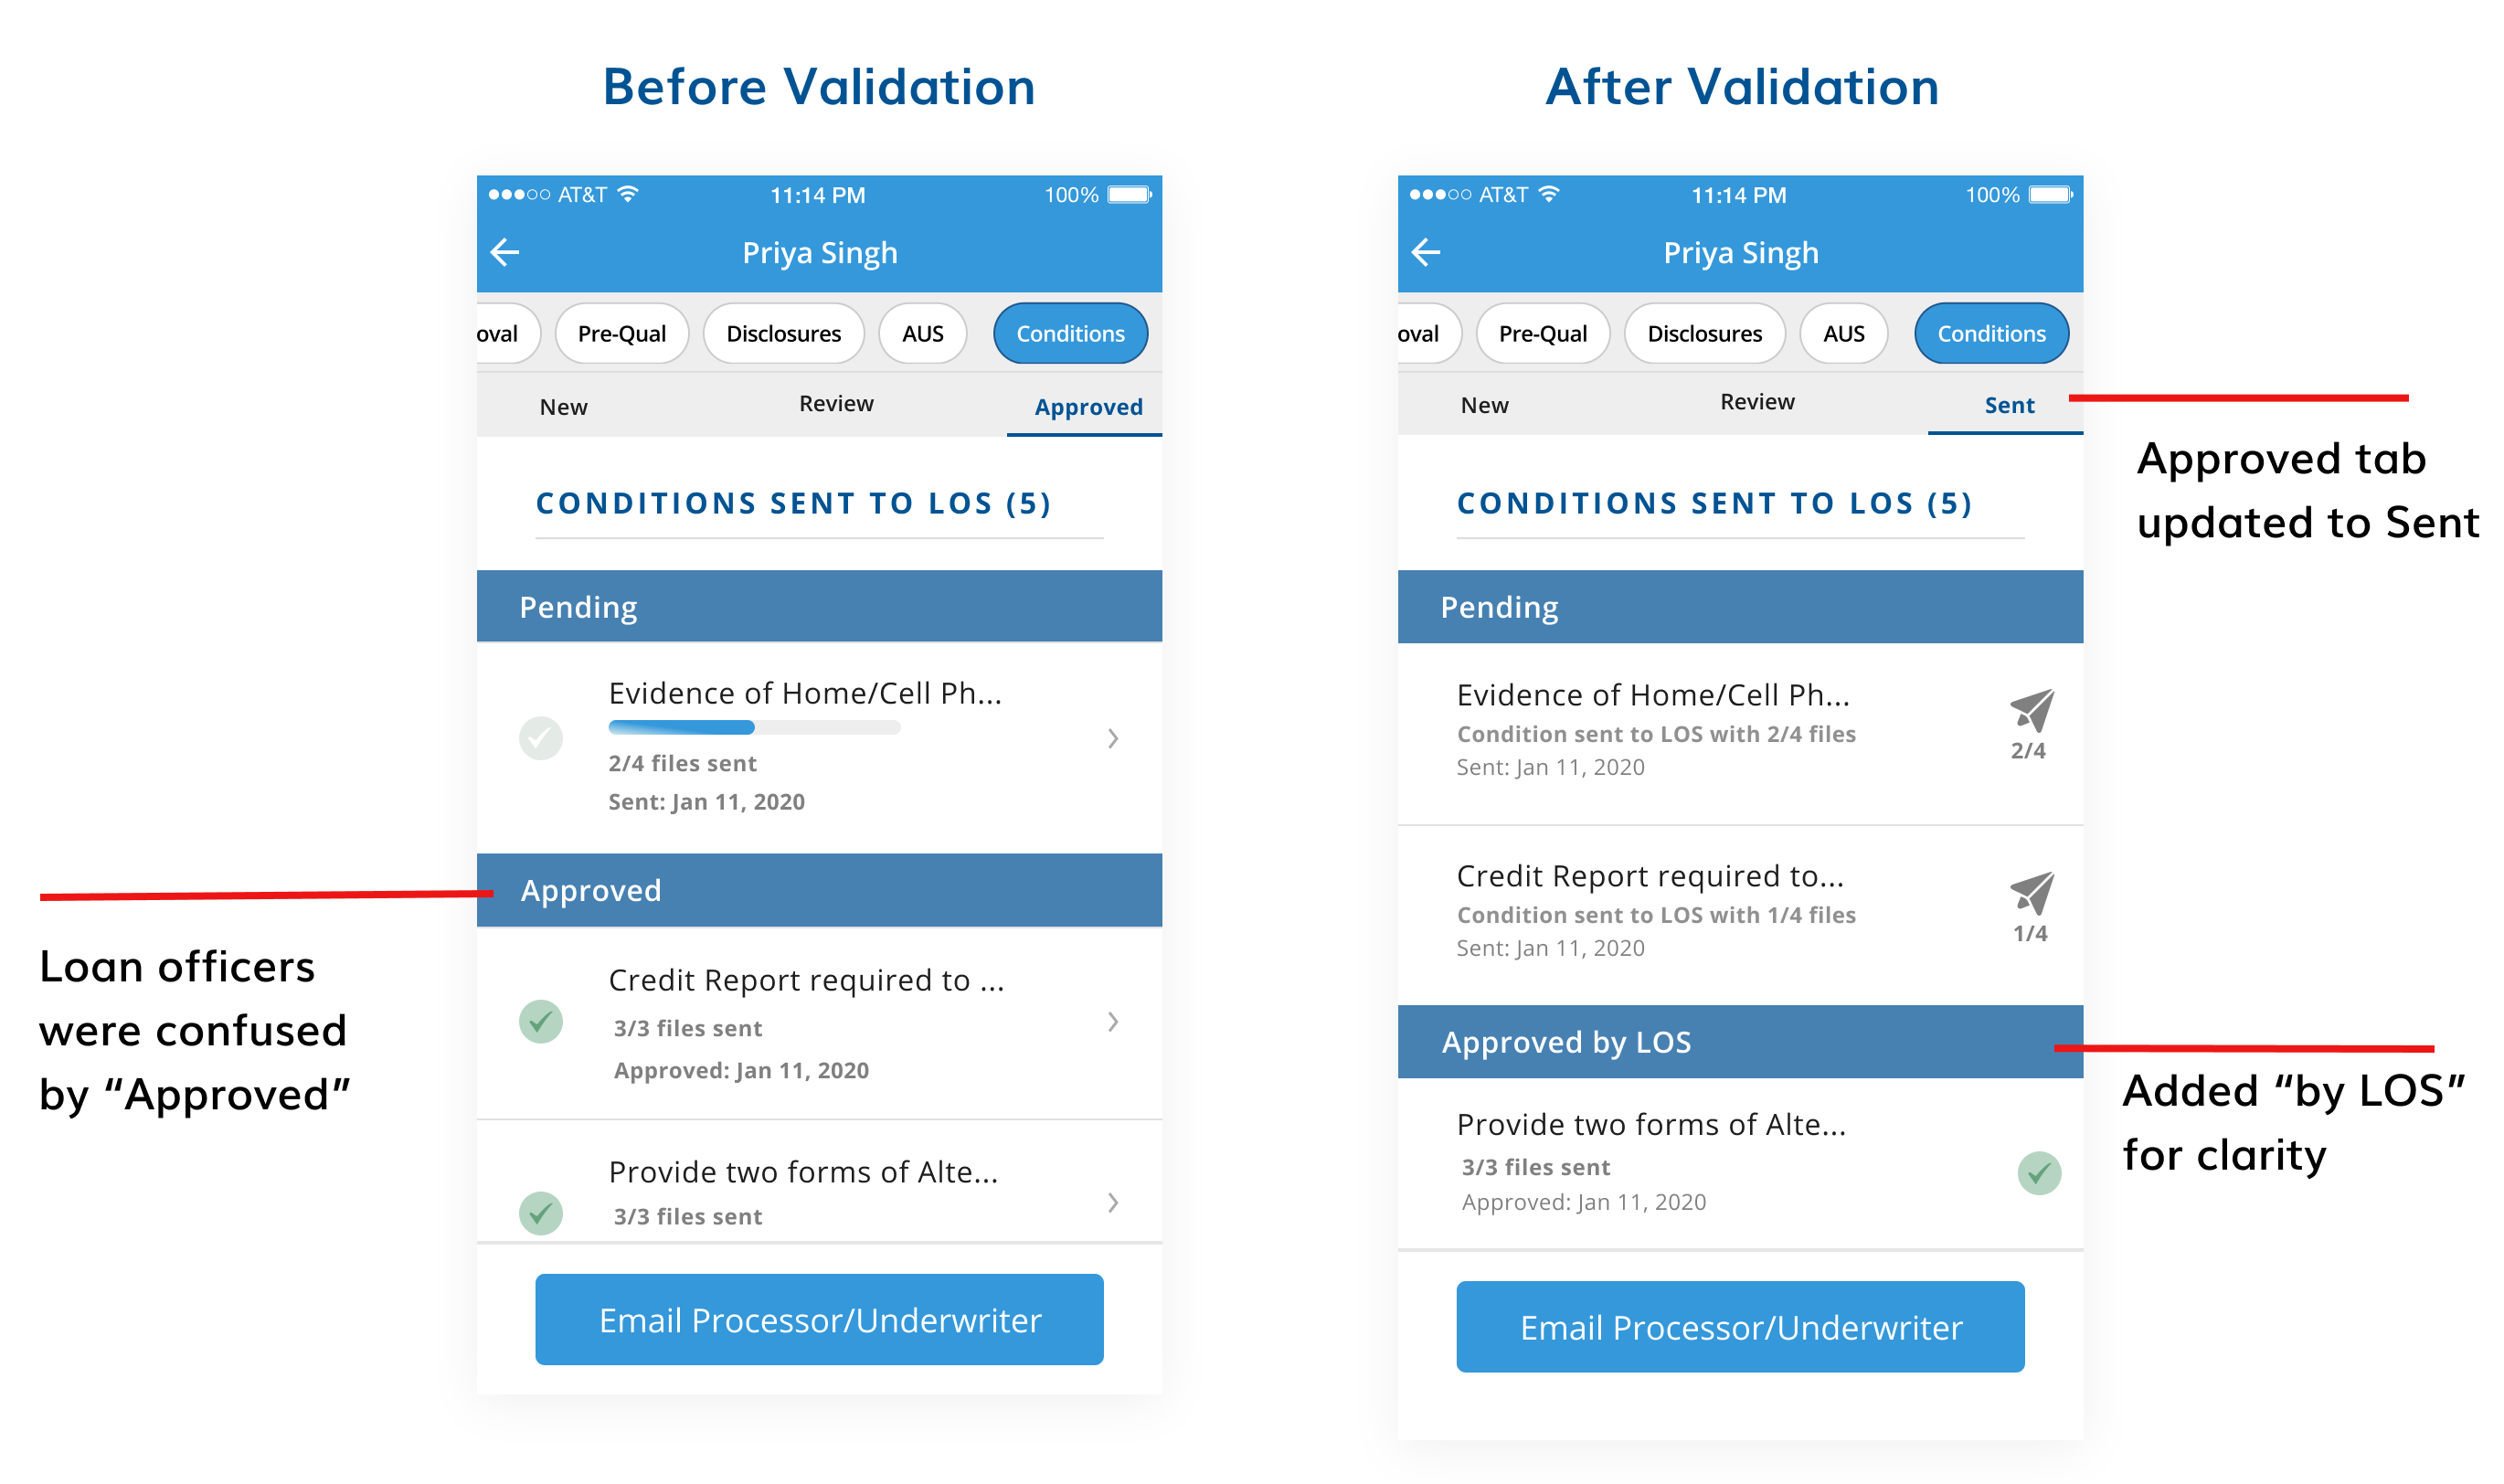 Before Validation
AT&T 11:14 PM 100%
Priya Singh
oval Pre-Qual Disclosures AUS Conditions
New Review Approved
CONDITIONS SENT TO LOS (5)
Pending
Evidence of Home/Cell Ph...
2/4 files sent
Sent: Jan 11, 2020
Approved
Credit Report required to ...
3/3 files sent
Approved: Jan 11, 2020
Provide two forms of Alte...
3/3 files sent
Email Processor/Underwriter
Loan officers
were confused
by “Approved”
After Validation
AT&T 11:14 PM 100%
Priya Singh
oval Pre-Qual Disclosures AUS Conditions
New Review Sent
CONDITIONS SENT TO LOS (5)
Pending
Evidence of Home/Cell Ph...
Condition sent to LOS with 2/4 files
Sent: Jan 11, 2020
2/4
Credit Report required to...
Condition sent to LOS with 1/4 files
Sent: Jan 11, 2020
1/4
Approved by LOS
Provide two forms of Alte...
3/3 files sent
Approved: Jan 11, 2020
Email Processor/Underwriter
Approved tab
updated to Sent
Added “by LOS”
for clarity